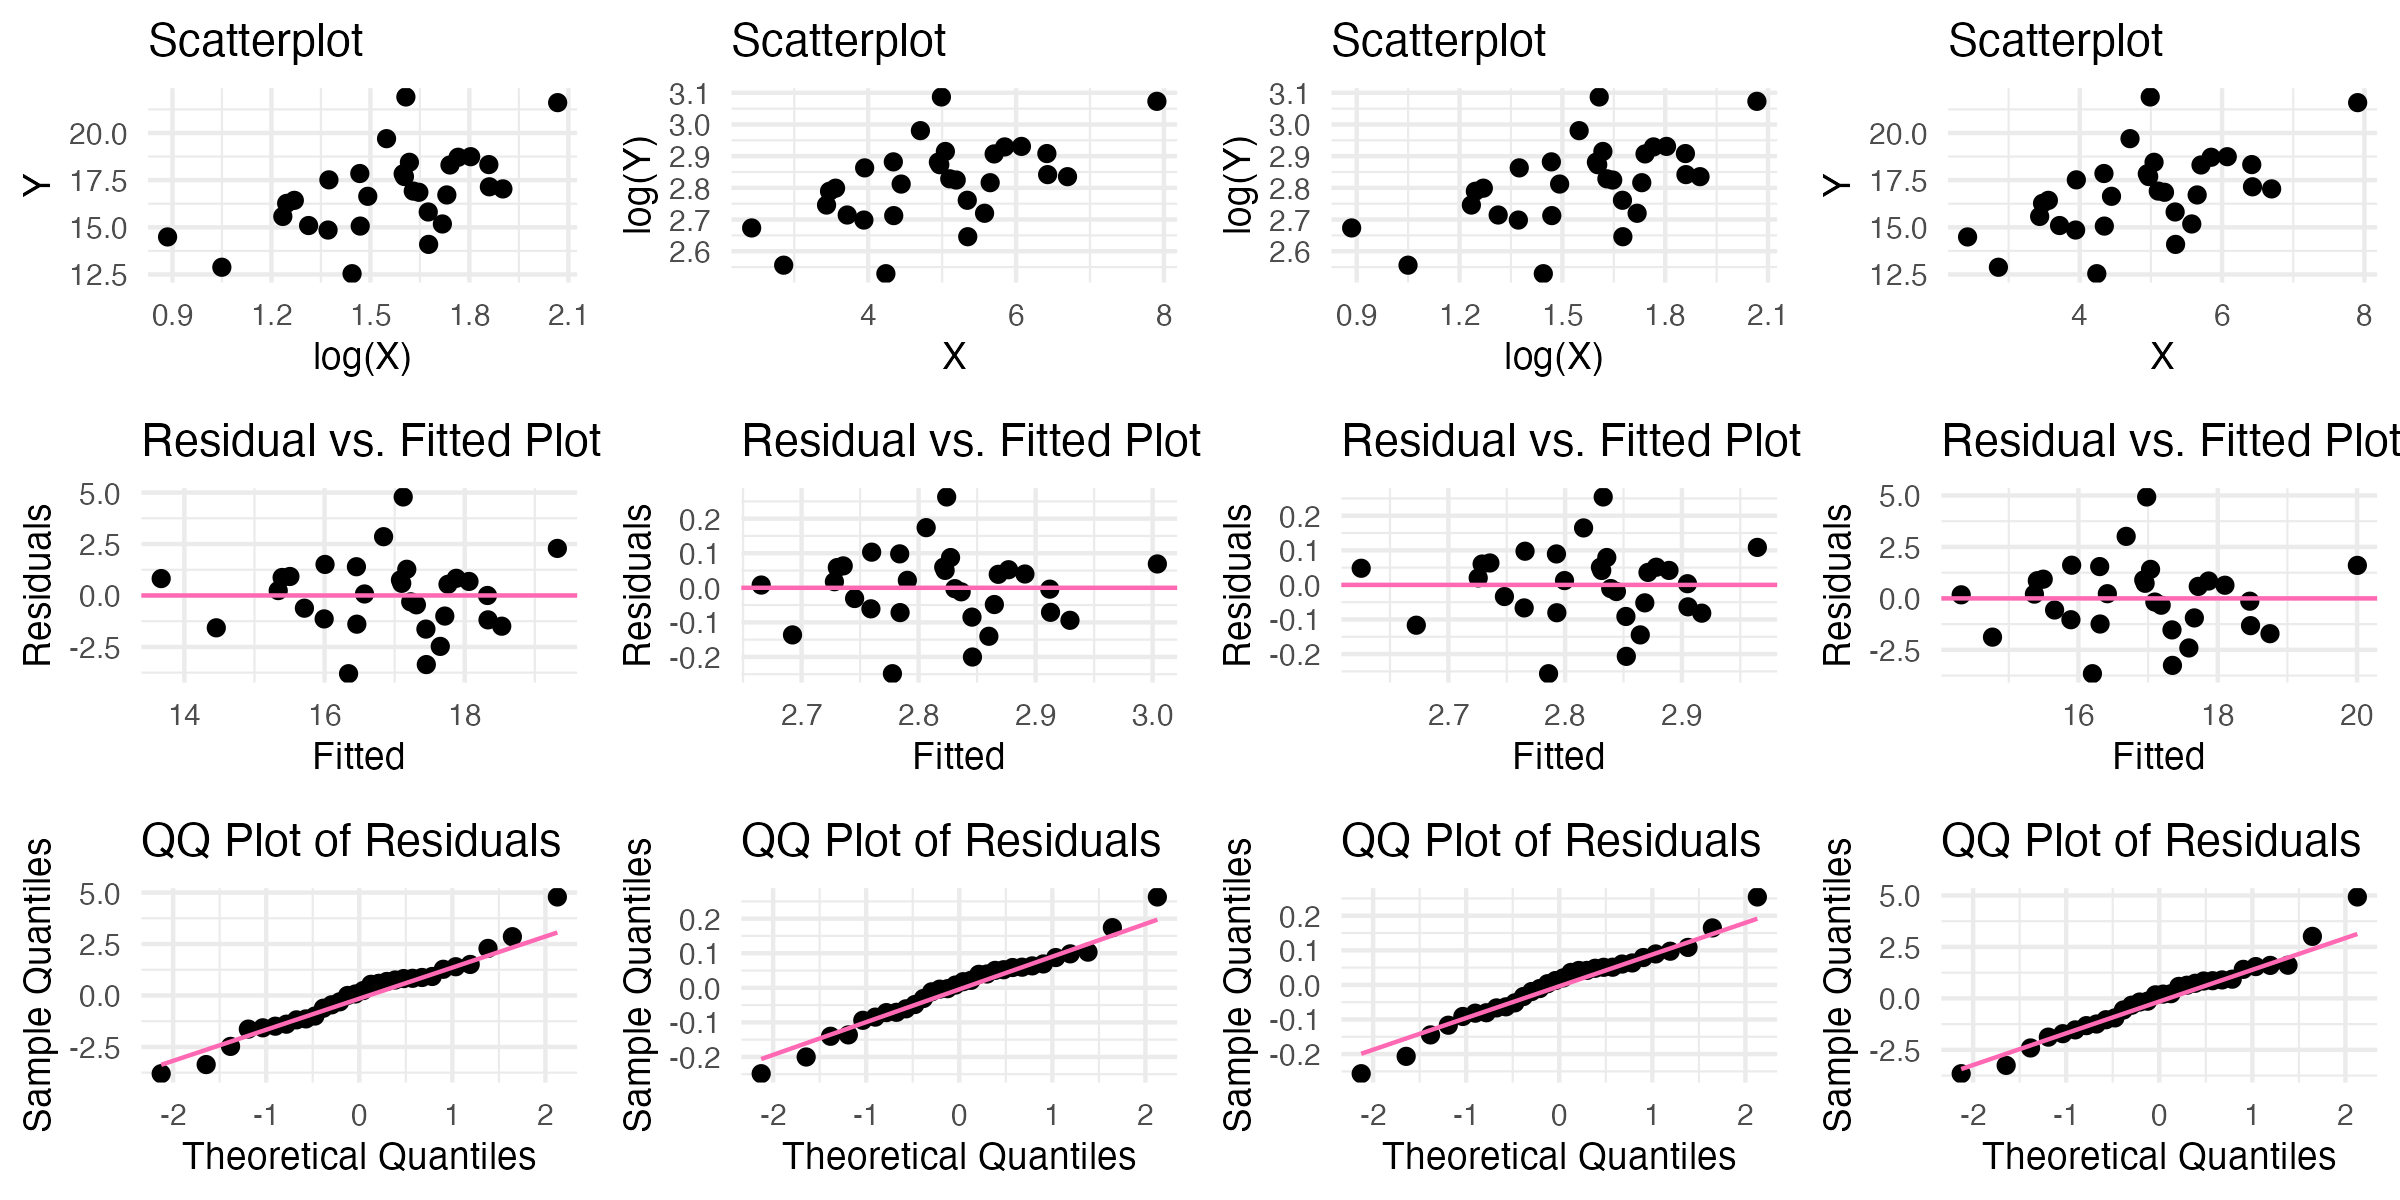 Scatterplot
Y
20.0
17.5
15.0
12.5
0.9 1.2 1.5 1.8 2.1
log(X)
Scatterplot
log(Y)
3.1
3.0
2.9
2.8
2.7
2.6
4 6 8
X
Scatterplot
log(Y)
3.1
3.0
2.9
2.8
2.7
2.6
0.9 1.2 1.5 1.8 2.1
log(X)
Scatterplot
Y
20.0
17.5
15.0
12.5
4 6 8
X
Residual vs. Fitted Plot
Residuals
5.0
2.5
0.0
-2.5
14 16 18
Fitted
Residual vs. Fitted Plot
Residuals
0.2
0.1
0.0
-0.1
-0.2
2.7 2.8 2.9 3.0
Fitted
Residual vs. Fitted Plot
Residuals
0.2
0.1
0.0
-0.1
-0.2
2.7 2.8 2.9
Fitted
Residual vs. Fitted Plot
Residuals
5.0
2.5
0.0
-2.5
16 18 20
Fitted
QQ Plot of Residuals
Sample Quantiles
5.0
2.5
0.0
-2.5
-2 -1 0 1 2
Theoretical Quantiles
QQ Plot of Residuals
Sample Quantiles
0.2
0.1
0.0
-0.1
-0.2
-2 -1 0 1 2
Theoretical Quantiles
QQ Plot of Residuals
Sample Quantiles
0.2
0.1
0.0
-0.1
-0.2
-2 -1 0 1 2
Theoretical Quantiles
QQ Plot of Residuals
Sample Quantiles
5.0
2.5
0.0
-2.5
-2 -1 0 1 2
Theoretical Quantiles